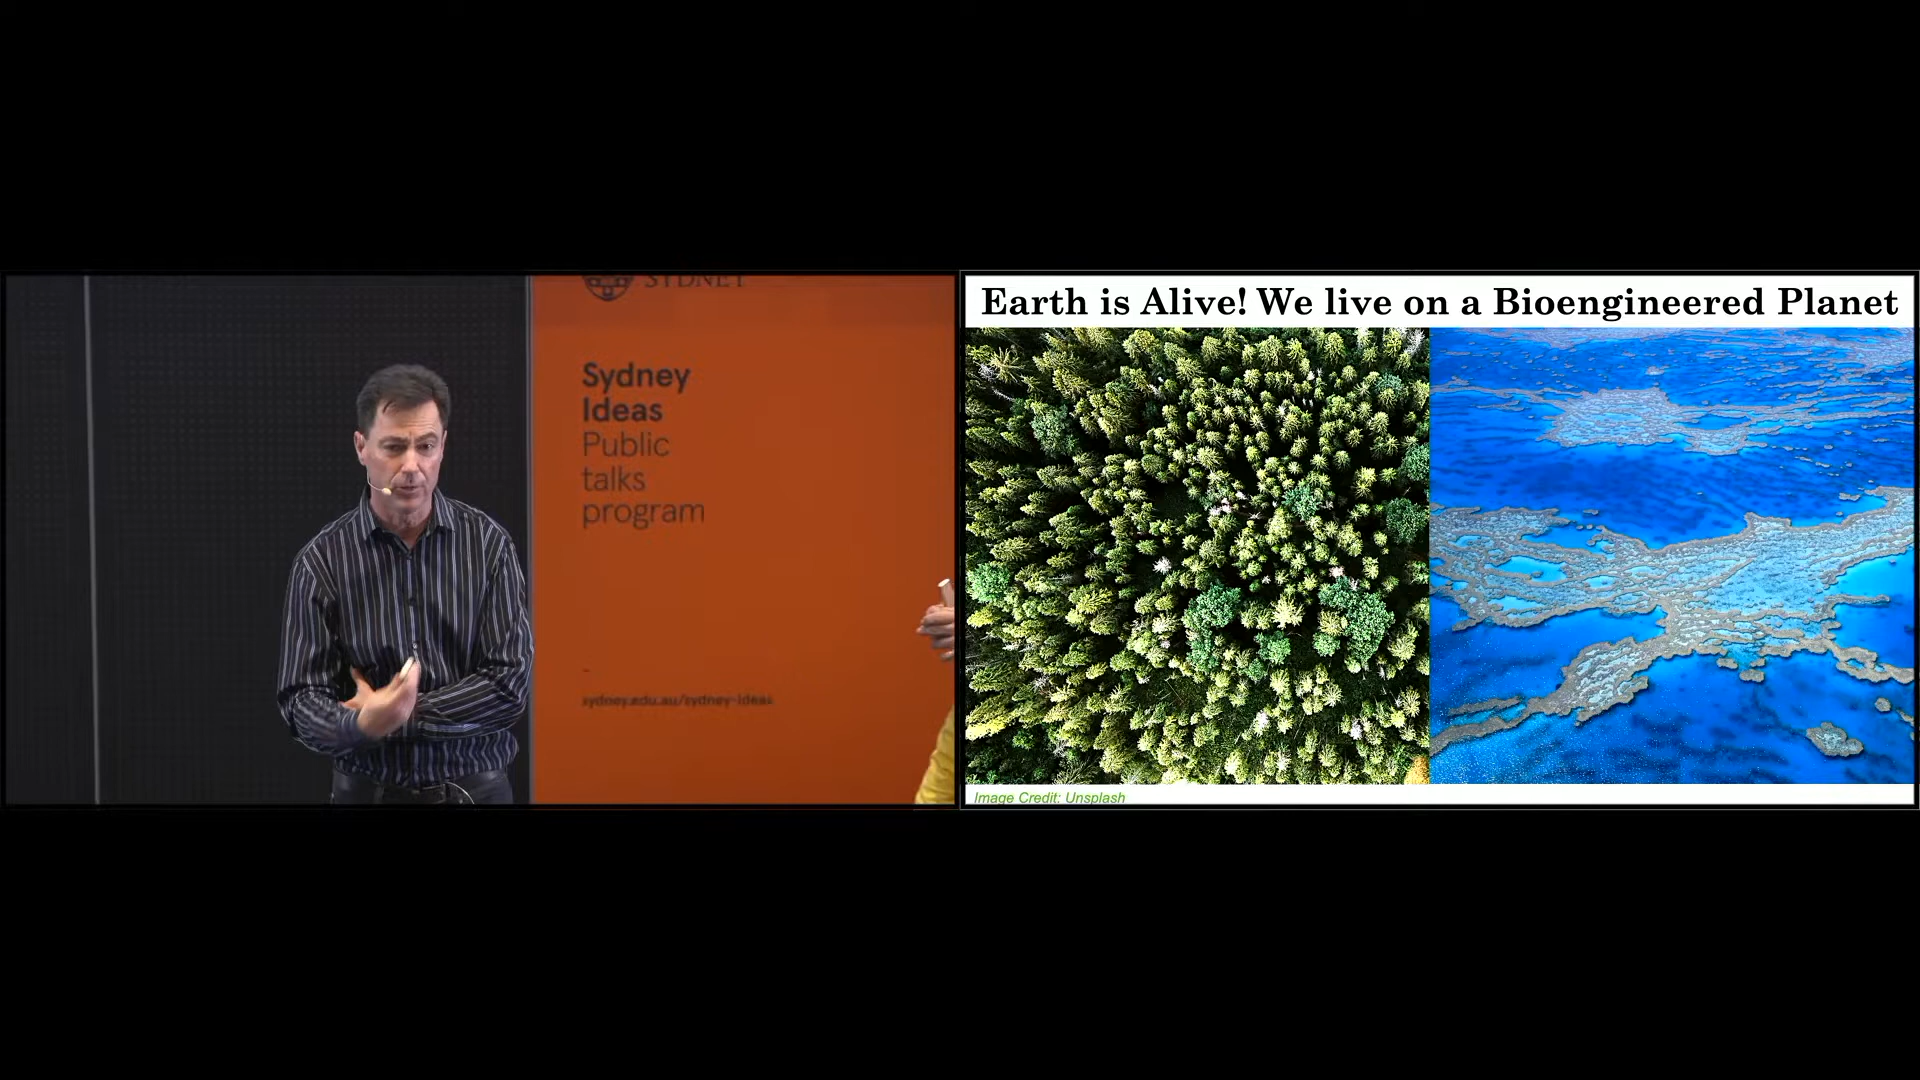 SYDNEY
Sydney
Ideas
Public
talks
program
sydney.edu.au/sydney-ideas
Earth is Alive! We live on a Bioengineered Planet
Image Credit: Unsplash